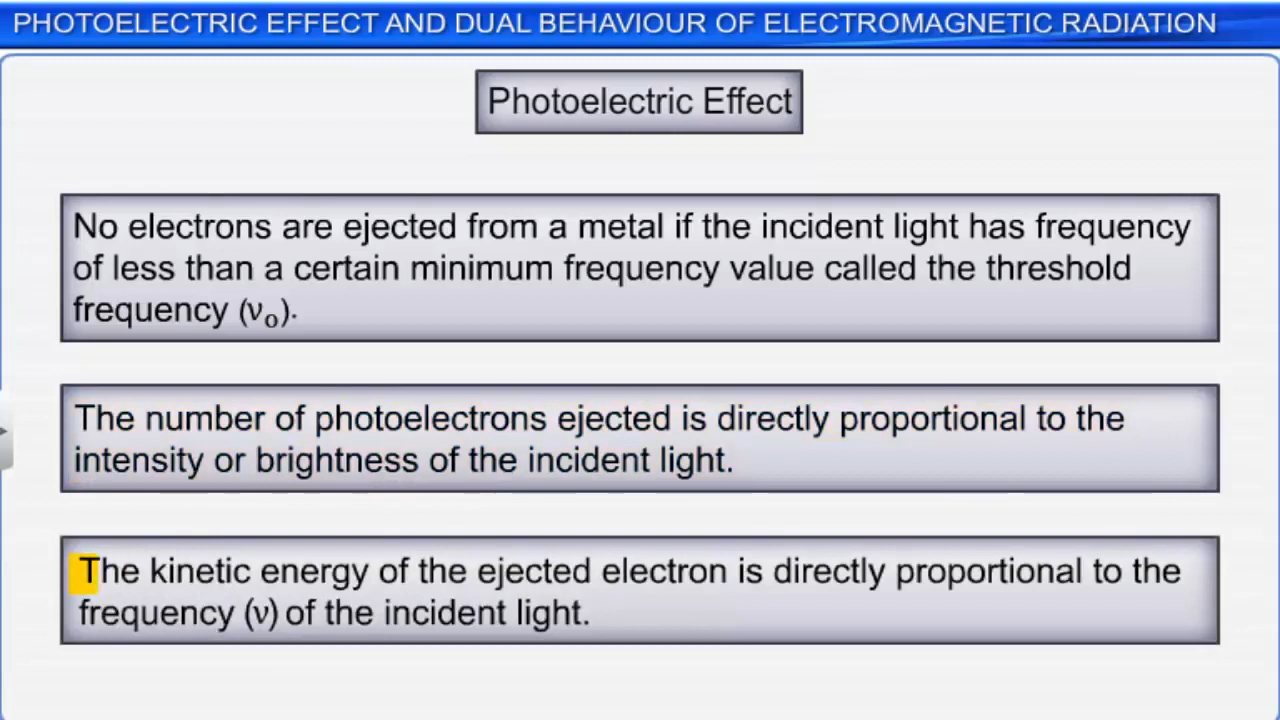 PHOTOELECTRIC EFFECT AND DUAL BEHAVIOUR OF ELECTROMAGNETIC RADIATION
Photoelectric Effect
No electrons are ejected from a metal if the incident light has frequency
of less than a certain minimum frequency value called the threshold
frequency (ν₀).
The number of photoelectrons ejected is directly proportional to the
intensity or brightness of the incident light.
The kinetic energy of the ejected electron is directly proportional to the
frequency (ν) of the incident light.